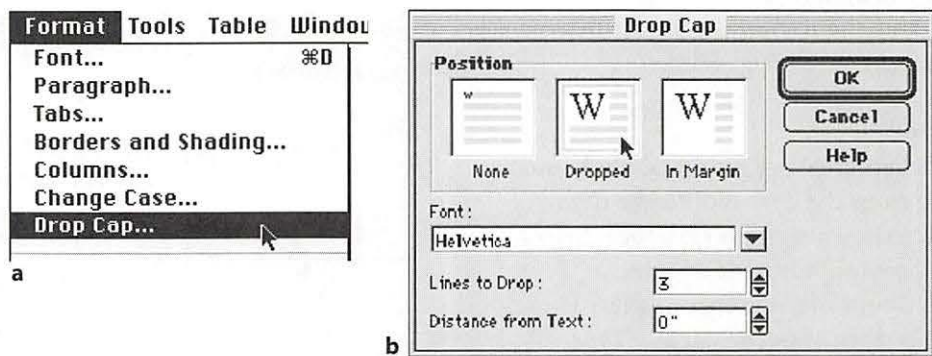 Format Tools Table Windou
Font... ⌘D
Paragraph...
Tabs...
Borders and Shading...
Columns...
Change Case...
Drop Cap...
a
Drop Cap
Position
W
W
W
None Dropped In Margin
OK
Cancel
Help
Font:
Helvetica
Lines to Drop: 3
Distance from Text: 0"
b